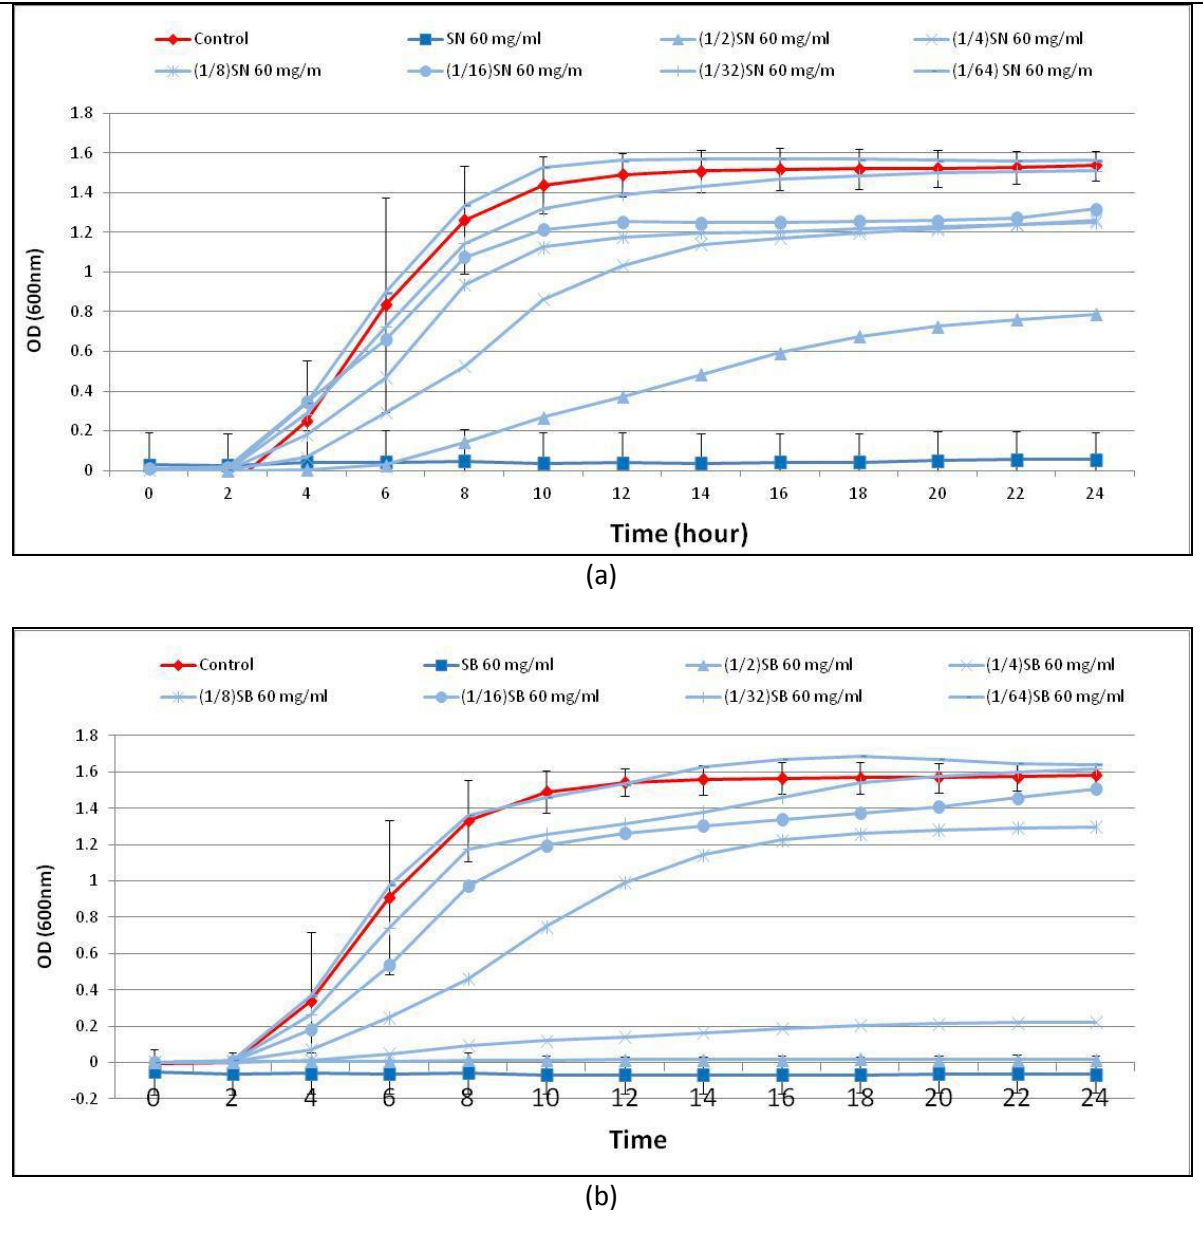 Control SN 60 mg/ml (1/2)SN 60 mg/ml (1/4)SN 60 mg/ml
(1/8)SN 60 mg/m (1/16)SN 60 mg/m (1/32)SN 60 mg/m (1/64) SN 60 mg/m
1.8
1.6
1.4
1.2
1
0.8
0.6
0.4
0.2
0
OD (600nm)
0 2 4 6 8 10 12 14 16 18 20 22 24
Time (hour)
(a)
Control SB 60 mg/ml (1/2)SB 60 mg/ml (1/4)SB 60 mg/ml
(1/8)SB 60 mg/ml (1/16)SB 60 mg/ml (1/32)SB 60 mg/ml (1/64)SB 60 mg/ml
1.8
1.6
1.4
1.2
1
0.8
0.6
0.4
0.2
0
-0.2
OD (600nm)
0 2 4 6 8 10 12 14 16 18 20 22 24
Time
(b)